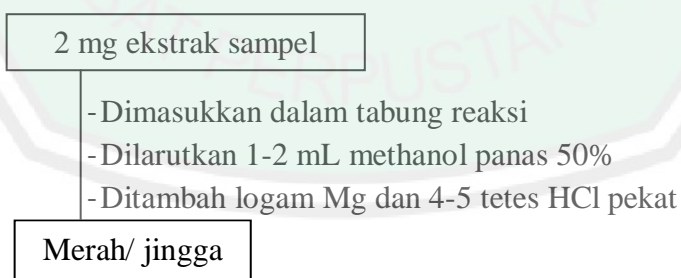 2 mg ekstrak sampel
-Dimasukkan dalam tabung reaksi
-Dilarutkan 1-2 mL methanol panas 50%
-Ditambah logam Mg dan 4-5 tetes HCl pekat
Merah/ jingga